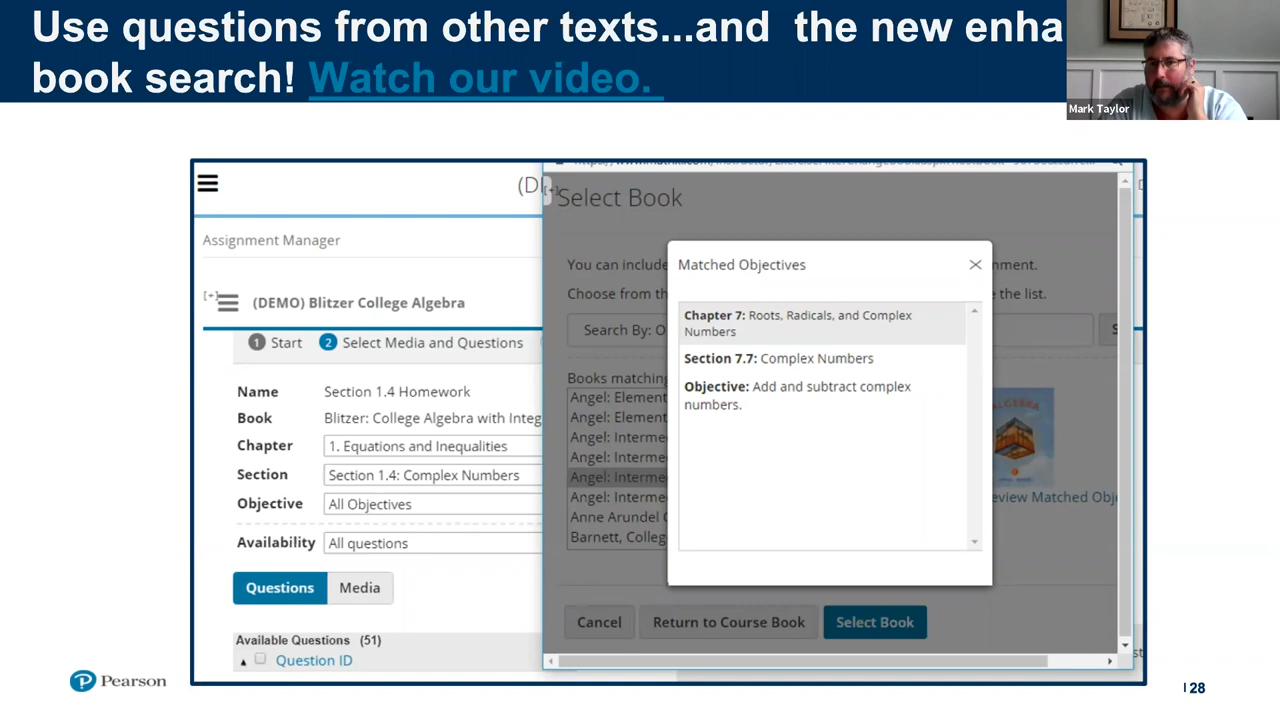 Use questions from other texts...and the new enha
book search! Watch our video.
Mark Taylor
(DI
Assignment Manager
[+]
(DEMO) Blitzer College Algebra
1 Start 2 Select Media and Questions
Name Section 1.4 Homework
Book Blitzer: College Algebra with Integ
Chapter 1. Equations and Inequalities
Section Section 1.4: Complex Numbers
Objective All Objectives
Availability All questions
Questions Media
Available Questions (51)
Question ID
[+]
Select Book
You can include nment.
Choose from th e the list.
Search By: O S
Books matching
Angel: Element
Angel: Element
Angel: Interme
Angel: Interme
Angel: Interme
Angel: Interme
Anne Arundel C
Barnett, Colleg
ALGEBRA
eview Matched Obje
Matched Objectives
Chapter 7: Roots, Radicals, and Complex
Numbers
Section 7.7: Complex Numbers
Objective: Add and subtract complex
numbers.
Cancel Return to Course Book Select Book
Pearson
28